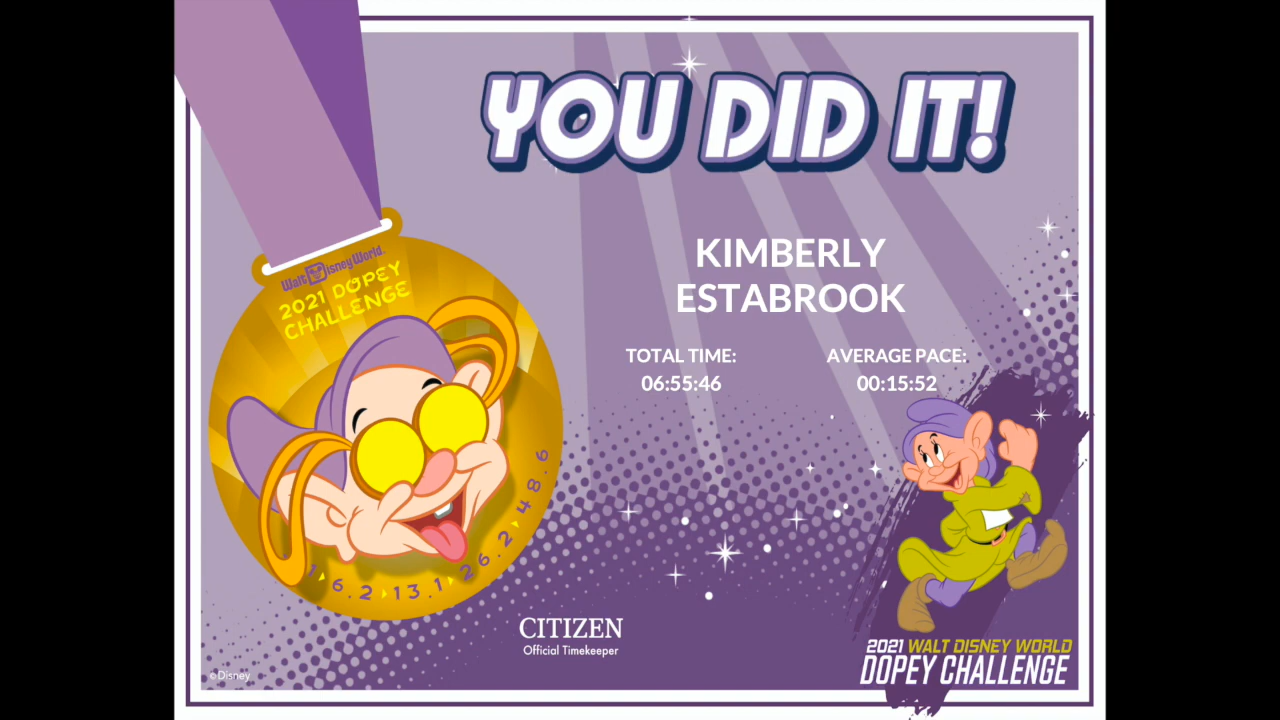 YOU DID IT!
KIMBERLY
ESTABROOK
TOTAL TIME: AVERAGE PACE:
06:55:46 00:15:52
Walt Disney World
2021 DOPEY
CHALLENGE
1 6.2 13.1 26.2 48.6
CITIZEN
Official Timekeeper
2021 WALT DISNEY WORLD
DOPEY CHALLENGE
©Disney